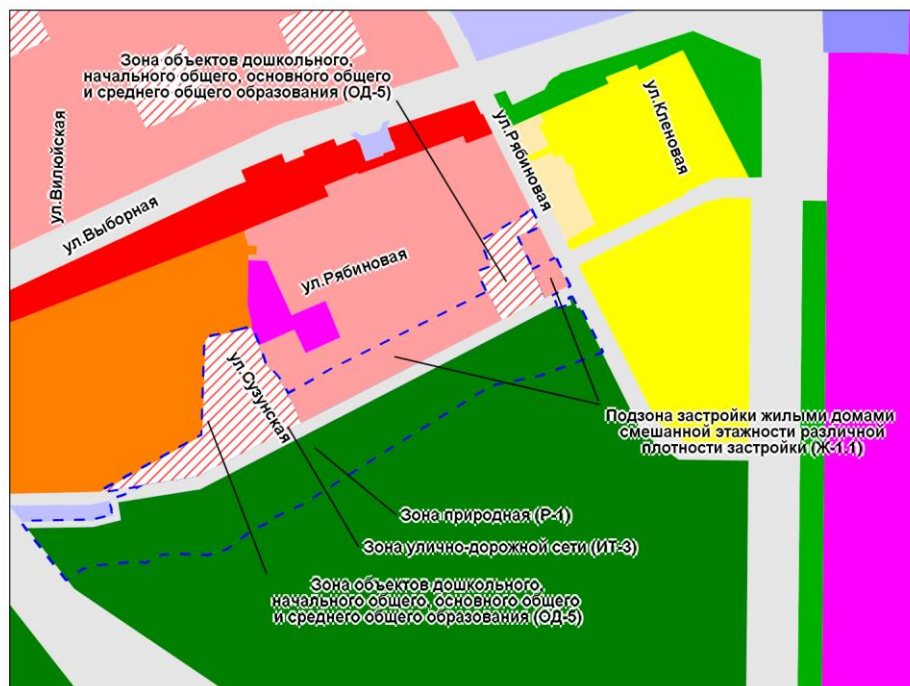 Зона объектов дошкольного,
начального общего, основного общего
и среднего общего образования (ОД-5)
ул.Вилюйская
ул.Выборная
ул.Рябиновая
ул.Кленовая
ул.Рябиновая
ул.Сузунская
Подзона застройки жилыми домами
смешанной этажности различной
плотности застройки (Ж-1.1)
Зона природная (Р-1)
Зона улично-дорожной сети (ИТ-3)
Зона объектов дошкольного,
начального общего, основного общего
и среднего общего образования (ОД-5)